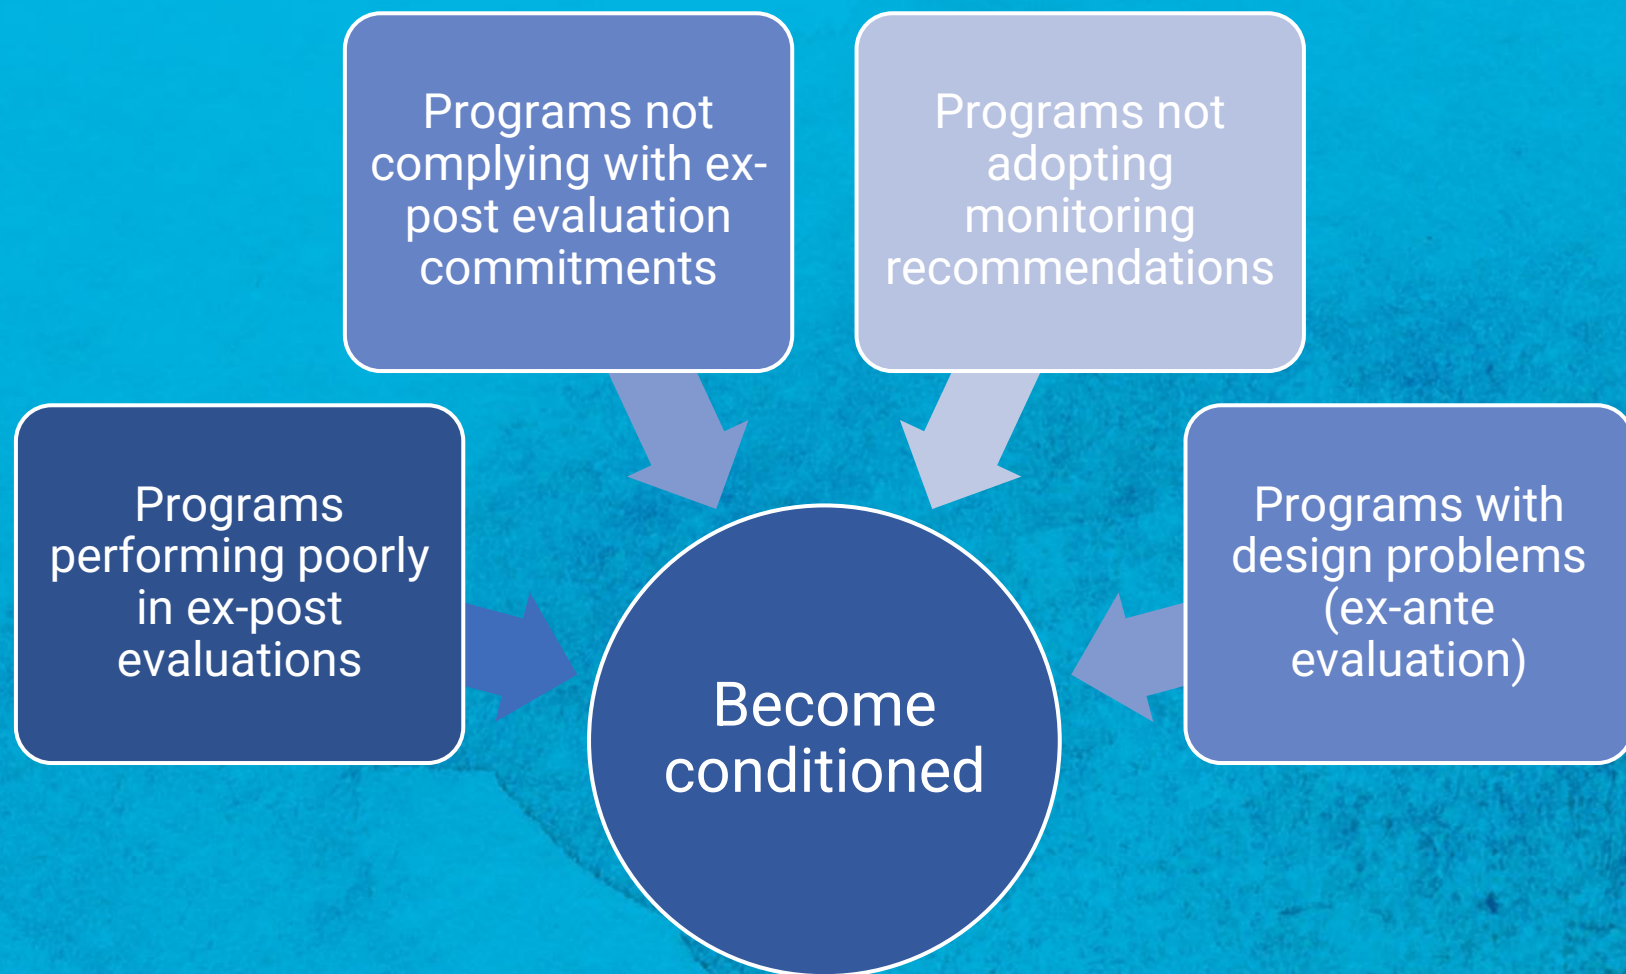 Programs not
complying with ex-
post evaluation
commitments
Programs not
adopting
monitoring
recommendations
Programs
performing poorly
in ex-post
evaluations
Programs with
design problems
(ex-ante
evaluation)
Become
conditioned